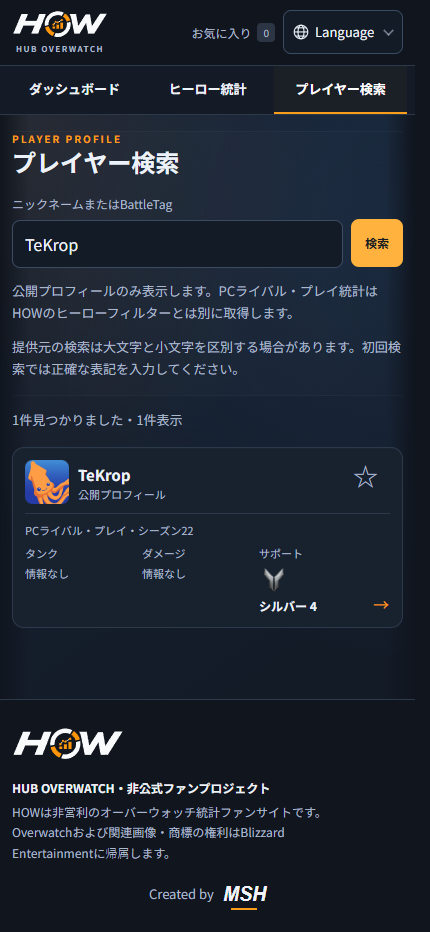 HOW
HUB OVERWATCH
お気に入り 0
Language
ダッシュボード ヒーロー統計 プレイヤー検索
PLAYER PROFILE
プレイヤー検索
ニックネームまたはBattleTag
TeKrop 検索
公開プロフィールのみ表示します。PCライバル・プレイ統計は
HOWのヒーローフィルターとは別に取得します。
提供元の検索は大文字と小文字を区別する場合があります。初回検
索では正確な表記を入力してください。
1件見つかりました・1件表示
TeKrop
公開プロフィール
PCライバル・プレイ・シーズン22
タンク ダメージ サポート
情報なし 情報なし
シルバー 4 →
HOW
HUB OVERWATCH・非公式ファンプロジェクト
HOWは非営利のオーバーウォッチ統計ファンサイトです。
Overwatchおよび関連画像・商標の権利はBlizzard
Entertainmentに帰属します。
Created by MSH